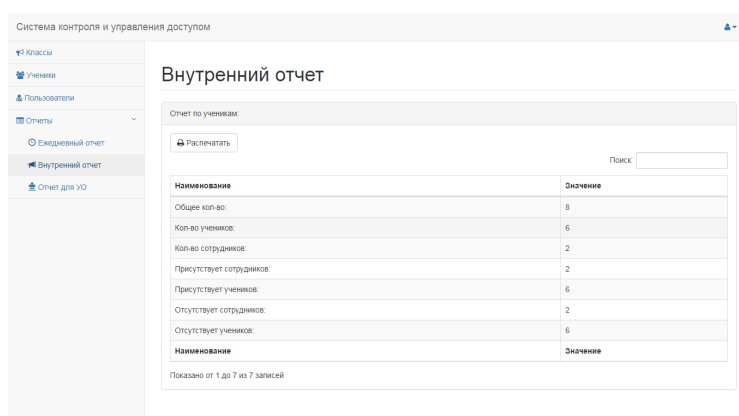 Система контроля и управления доступом
Классы
Ученики
Пользователи
Отчеты
Ежедневный отчет
Внутренний отчет
Отчет для УО
Внутренний отчет
Отчет по ученикам:
Распечатать
Поиск:
Наименование Значение
Общее кол-во: 8
Кол-во учеников: 6
Кол-во сотрудников: 2
Присутствует сотрудников: 2
Присутствует учеников: 6
Отсутствует сотрудников: 2
Отсутствует учеников: 6
Наименование Значение
Показано от 1 до 7 из 7 записей